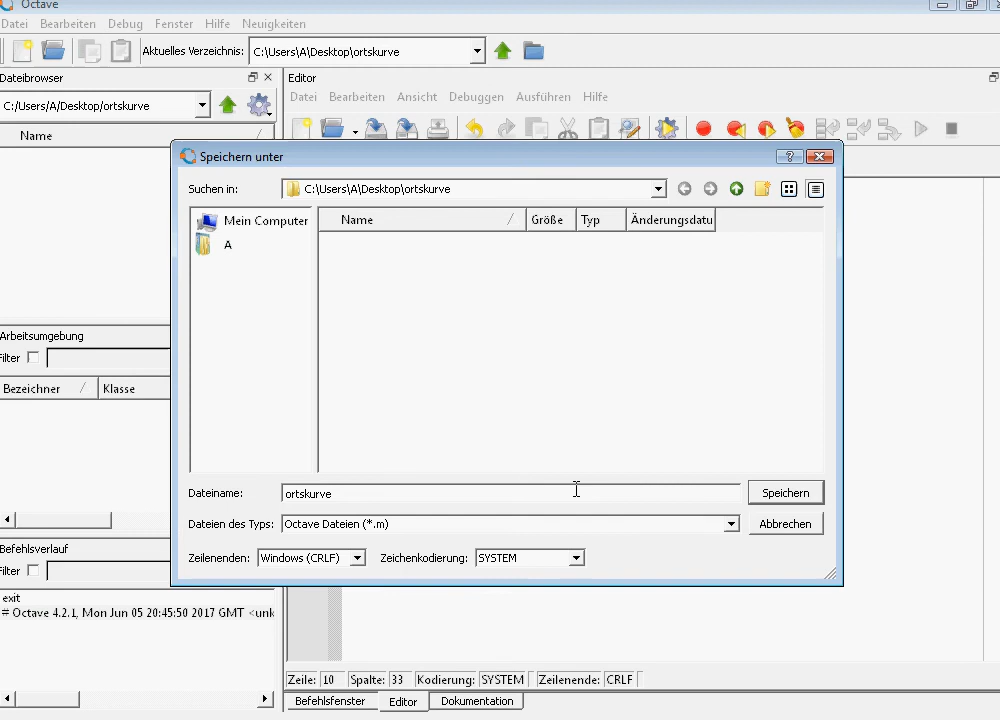 Octave
Datei Bearbeiten Debug Fenster Hilfe Neuigkeiten
Aktuelles Verzeichnis: C:\Users\A\Desktop\ortskurve
Dateibrowser
C:/Users/A/Desktop/ortskurve
Name
Editor
Datei Bearbeiten Ansicht Debuggen Ausführen Hilfe
Speichern unter
Suchen in: C:\Users\A\Desktop\ortskurve
Mein Computer
A
Name Größe Typ Änderungsdatu
Dateiname: ortskurve Speichern
Dateien des Typs: Octave Dateien (*.m) Abbrechen
Zeilenenden: Windows (CRLF) Zeichenkodierung: SYSTEM
Arbeitsumgebung
Filter
Bezeichner Klasse
Befehlsverlauf
Filter
exit
# Octave 4.2.1, Mon Jun 05 20:45:50 2017 GMT <unk
Zeile: 10 Spalte: 33 Kodierung: SYSTEM Zeilenende: CRLF
Befehlsfenster Editor Dokumentation